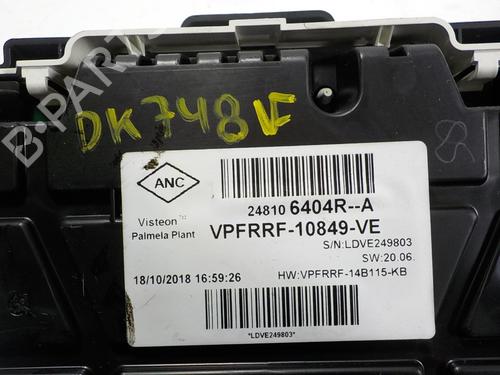 B-PARTS
DK748VF
ANC
Visteon
Palmela Plant
24810 6404R--A
VPFRRF-10849-VE
S/N:LDVE249803
SW:20.06.
18/10/2018 16:59:26
HW:VPFRRF-14B115-KB
*LDVE249803*